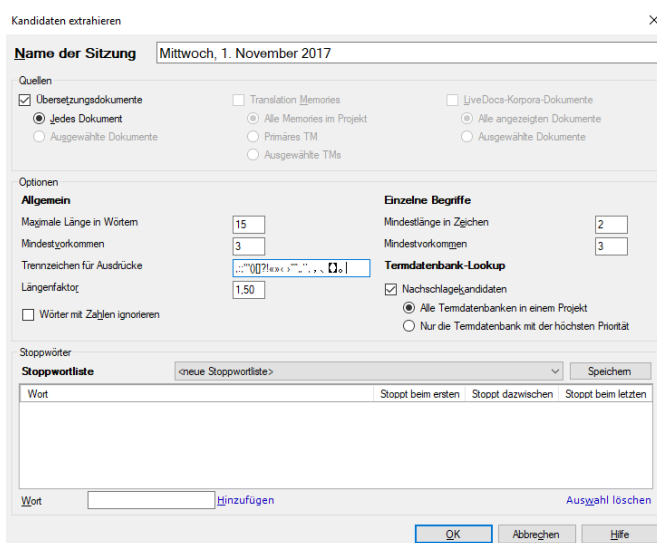 Kandidaten extrahieren
Name der Sitzung Mittwoch, 1. November 2017
Quellen
Übersetzungsdokumente Translation Memories LiveDocs-Korpora-Dokumente
Jedes Dokument Alle Memories im Projekt Alle angezeigten Dokumente
Ausgewählte Dokumente Primäres TM Ausgewählte Dokumente
Ausgewählte TMs
Optionen
Allgemein Einzelne Begriffe
Maximale Länge in Wörtern 15 Mindestlänge in Zeichen 2
Mindestvorkommen 3 Mindestvorkommen 3
Trennzeichen für Ausdrücke Termdatenbank-Lookup
Längenfaktor 1,50 Nachschlagekandidaten
Alle Termdatenbanken in einem Projekt
Wörter mit Zahlen ignorieren Nur die Termdatenbank mit der höchsten Priorität
Stoppwörter
Stoppwortliste <neue Stoppwortliste> Speichern
Wort Stoppt beim ersten Stoppt dazwischen Stoppt beim letzten
Wort Hinzufügen Auswahl löschen
OK Abbrechen Hilfe